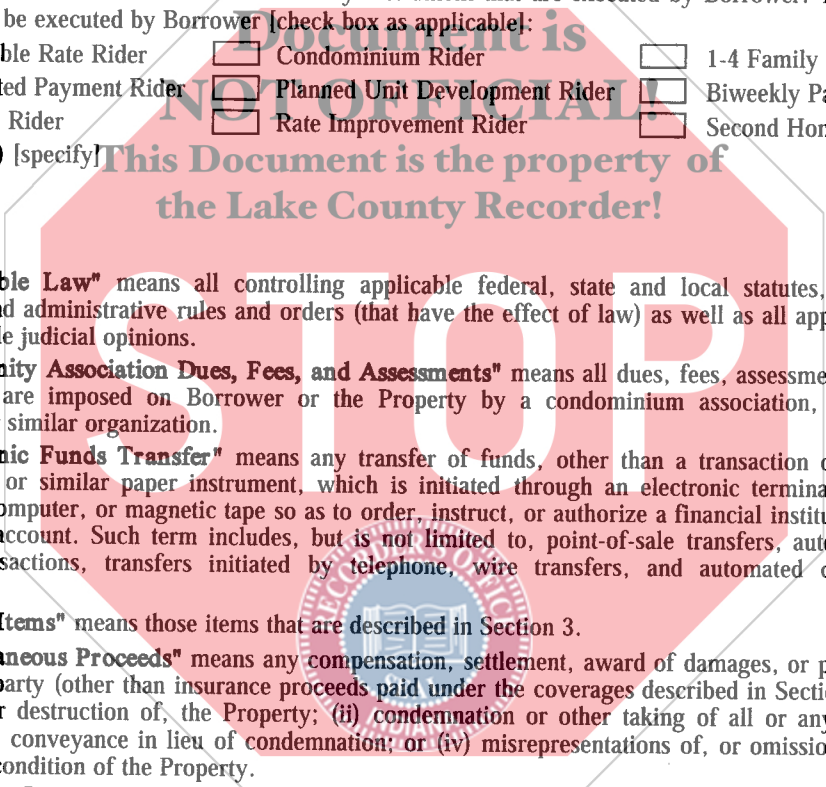 be executed by Borrower [check box as applicable]:
ble Rate Rider Condominium Rider 1-4 Family
ted Payment Rider Planned Unit Development Rider Biweekly Pa
Rider Rate Improvement Rider Second Hon
) [specify]
Document is
NOT OFFICIAL!
This Document is the property of
the Lake County Recorder!
STOP
ble Law" means all controlling applicable federal, state and local statutes,
d administrative rules and orders (that have the effect of law) as well as all app
e judicial opinions.
nity Association Dues, Fees, and Assessments" means all dues, fees, assessme
are imposed on Borrower or the Property by a condominium association,
similar organization.
nic Funds Transfer" means any transfer of funds, other than a transaction o
or similar paper instrument, which is initiated through an electronic termina
omputer, or magnetic tape so as to order, instruct, or authorize a financial institu
account. Such term includes, but is not limited to, point-of-sale transfers, auto
sactions, transfers initiated by telephone, wire transfers, and automated c
Items" means those items that are described in Section 3.
aneous Proceeds" means any compensation, settlement, award of damages, or p
party (other than insurance proceeds paid under the coverages described in Secti
r destruction of, the Property; (ii) condemnation or other taking of all or any
conveyance in lieu of condemnation; or (iv) misrepresentations of, or omissio
condition of the Property.
RECORDER'S OFFIC
SEAL
INDIANA